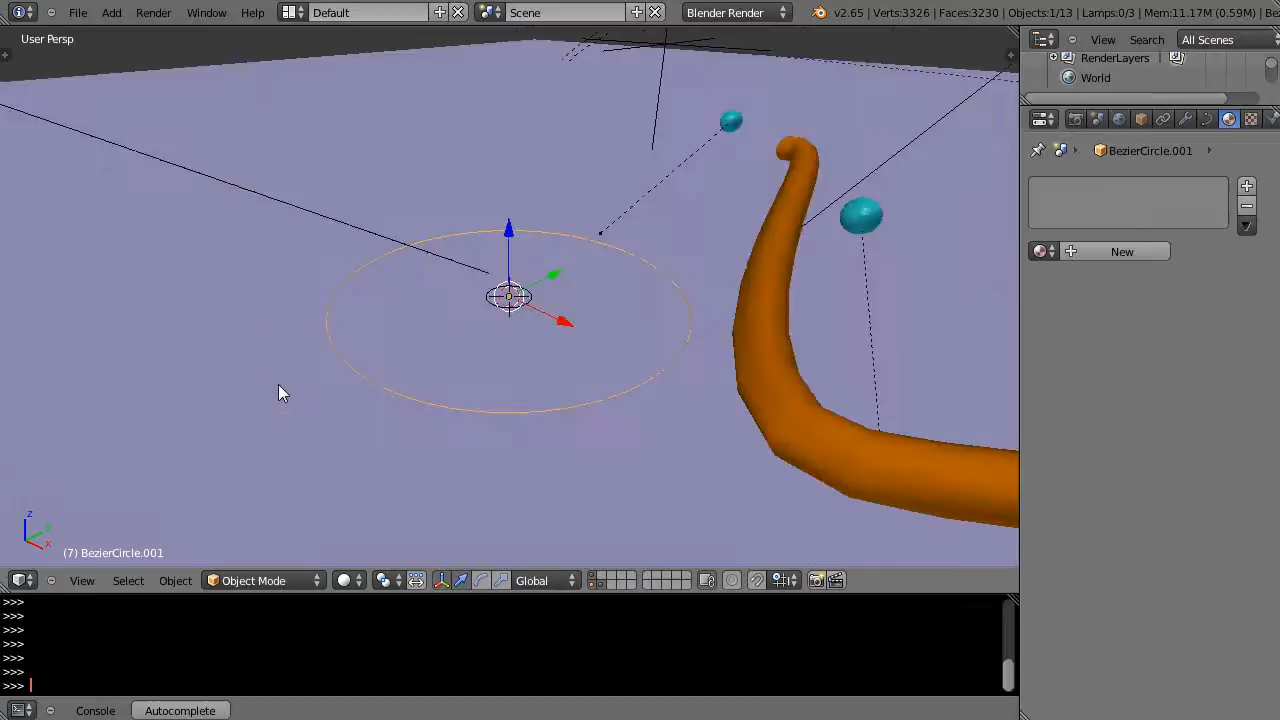 File Add Render Window Help Default Scene Blender Render v2.65 | Verts:3326 | Faces:3230 | Objects:1/13 | Lamps:0/3 | Mem:11.17M (0.59M) | Be
User Persp
View Search All Scenes
RenderLayers |
World
BezierCircle.001
New
z
x
(7) BezierCircle.001
View Select Object Object Mode Global
>>>
>>>
>>>
>>>
>>>
>>>
>>>
Console Autocomplete